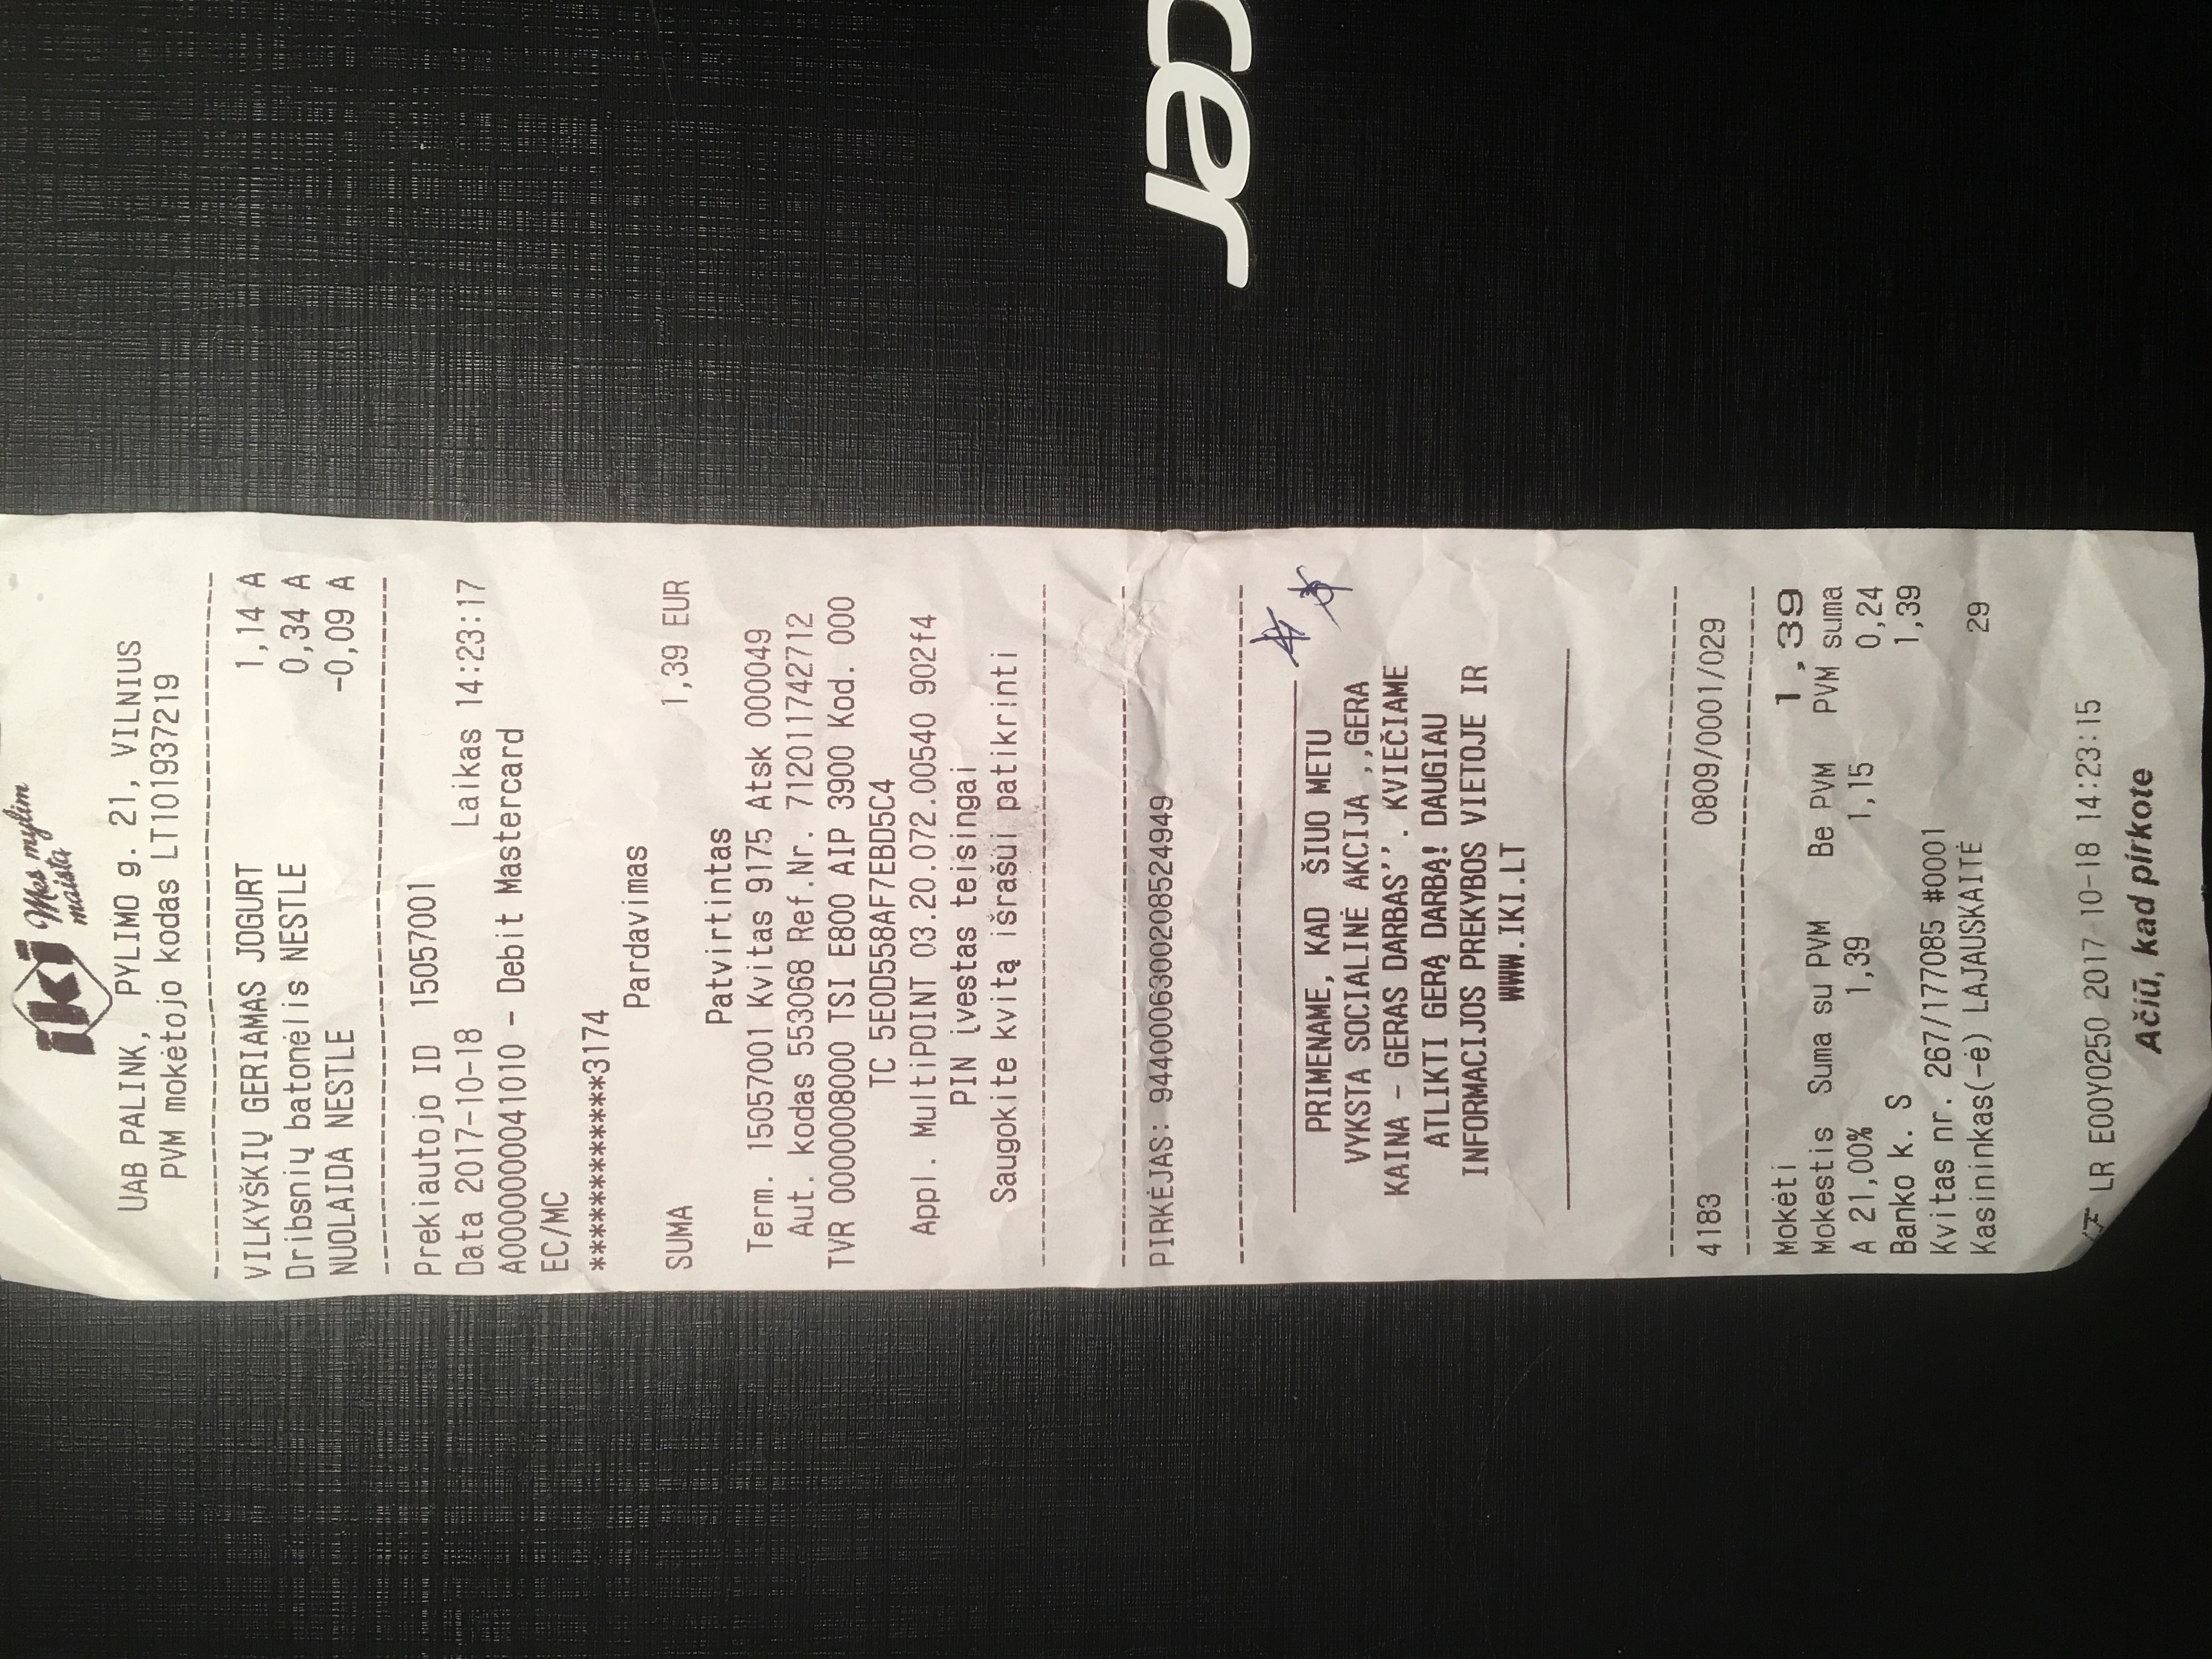 iki Mes mylim
maistą
UAB PALINK, PYLIMO g. 21, VILNIUS
PVM mokėtojo kodas LT101937219
VILKYŠKIŲ GERIAMAS JOGURT 1,14 A
Dribsnių batonėlis NESTLE 0,34 A
NUOLAIDA NESTLE -0,09 A
Prekiautojo ID 15057001
Data 2017-10-18 Laikas 14:23:17
A0000000041010 - Debit Mastercard
EC/MC
************3174
Pardavimas
SUMA 1,39 EUR
Patvirtintas
Term. 15057001 Kvitas 9175 Atsk 000049
Aut. kodas 553068 Ref.Nr. 712011742712
TVR 0000008000 TSI E800 AIP 3900 Kod. 000
TC 5E0D558AF7EBD5C4
Appl. MultiPOINT 03.20.072.00540 902f4
PIN įvestas teisingai
Saugokite kvitą išrašui patikrinti
PIRKĖJAS: 9440006300208524949
PRIMENAME, KAD ŠIUO METU
VYKSTA SOCIALINĖ AKCIJA ,,GERA
KAINA - GERAS DARBAS''. KVIEČIAME
ATLIKTI GERĄ DARBĄ! DAUGIAU
INFORMACIJOS PREKYBOS VIETOJE IR
WWW.IKI.LT
4183 0809/0001/029
Mokėti 1,39
Mokestis Suma su PVM Be PVM PVM suma
A 21,00% 1,39 1,15 0,24
Banko k. S 1,39
Kvitas nr. 267/17085 #0001
Kasininkas(-ė) LAJAUSKAITĖ 29
LR E00Y0250 2017-10-18 14:23:15
Ačiū, kad pirkote
cer